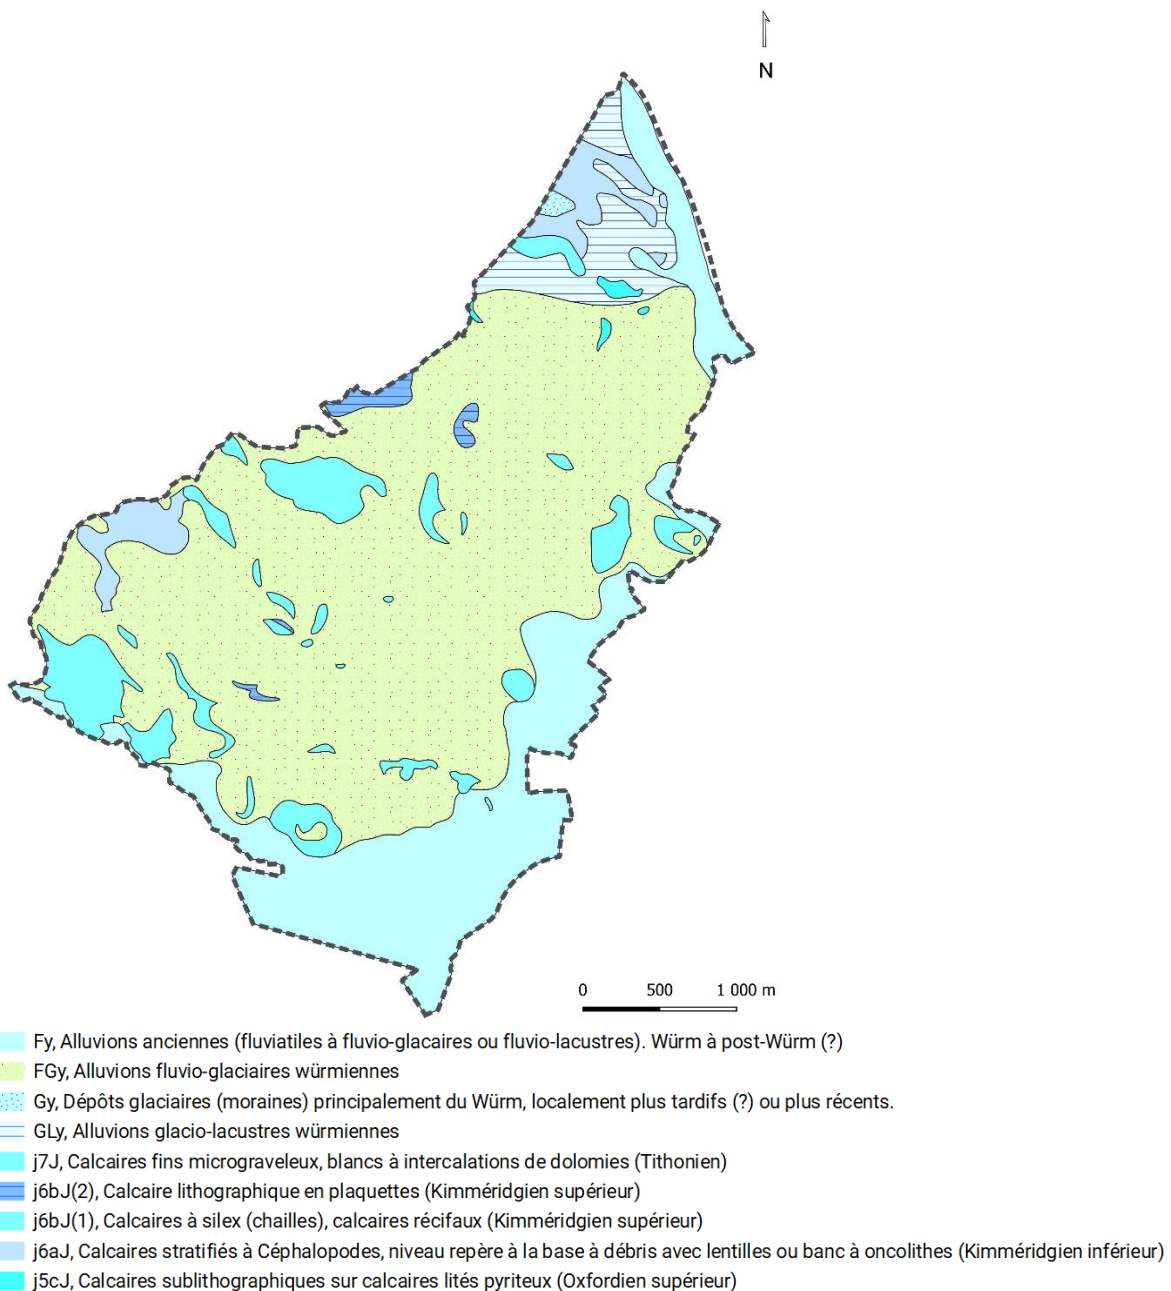 N
0 500 1 000 m
Fy, Alluvions anciennes (fluviatiles à fluvio-glacaires ou fluvio-lacustres). Würm à post-Würm (?)
FGy, Alluvions fluvio-glaciaires würmiennes
Gy, Dépôts glaciaires (moraines) principalement du Würm, localement plus tardifs (?) ou plus récents.
GLy, Alluvions glacio-lacustres würmiennes
j7J, Calcaires fins micrograveleux, blancs à intercalations de dolomies (Tithonien)
j6bJ(2), Calcaire lithographique en plaquettes (Kimméridgien supérieur)
j6bJ(1), Calcaires à silex (chailles), calcaires récifaux (Kimméridgien supérieur)
j6aJ, Calcaires stratifiés à Céphalopodes, niveau repère à la base à débris avec lentilles ou banc à oncolithes (Kimméridgien inférieur)
j5cJ, Calcaires sublithographiques sur calcaires lités pyriteux (Oxfordien supérieur)